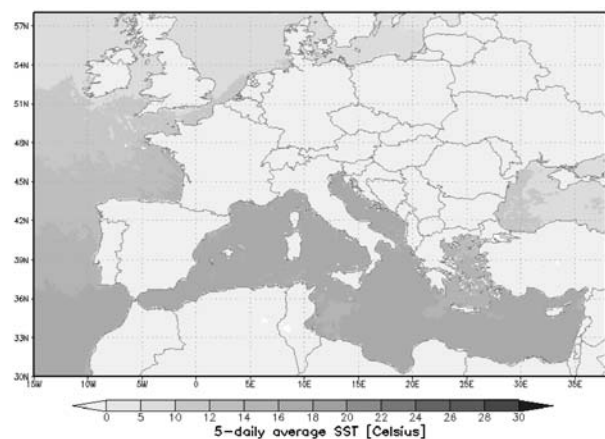 57N
54N
51N
48N
45N
42N
39N
36N
33N
30N
15W 10W 5W 0 5E 10E 15E 20E 25E 30E 35E
0 5 10 12 14 16 18 20 22 24 26 28 30
5-daily average SST [Celsius]